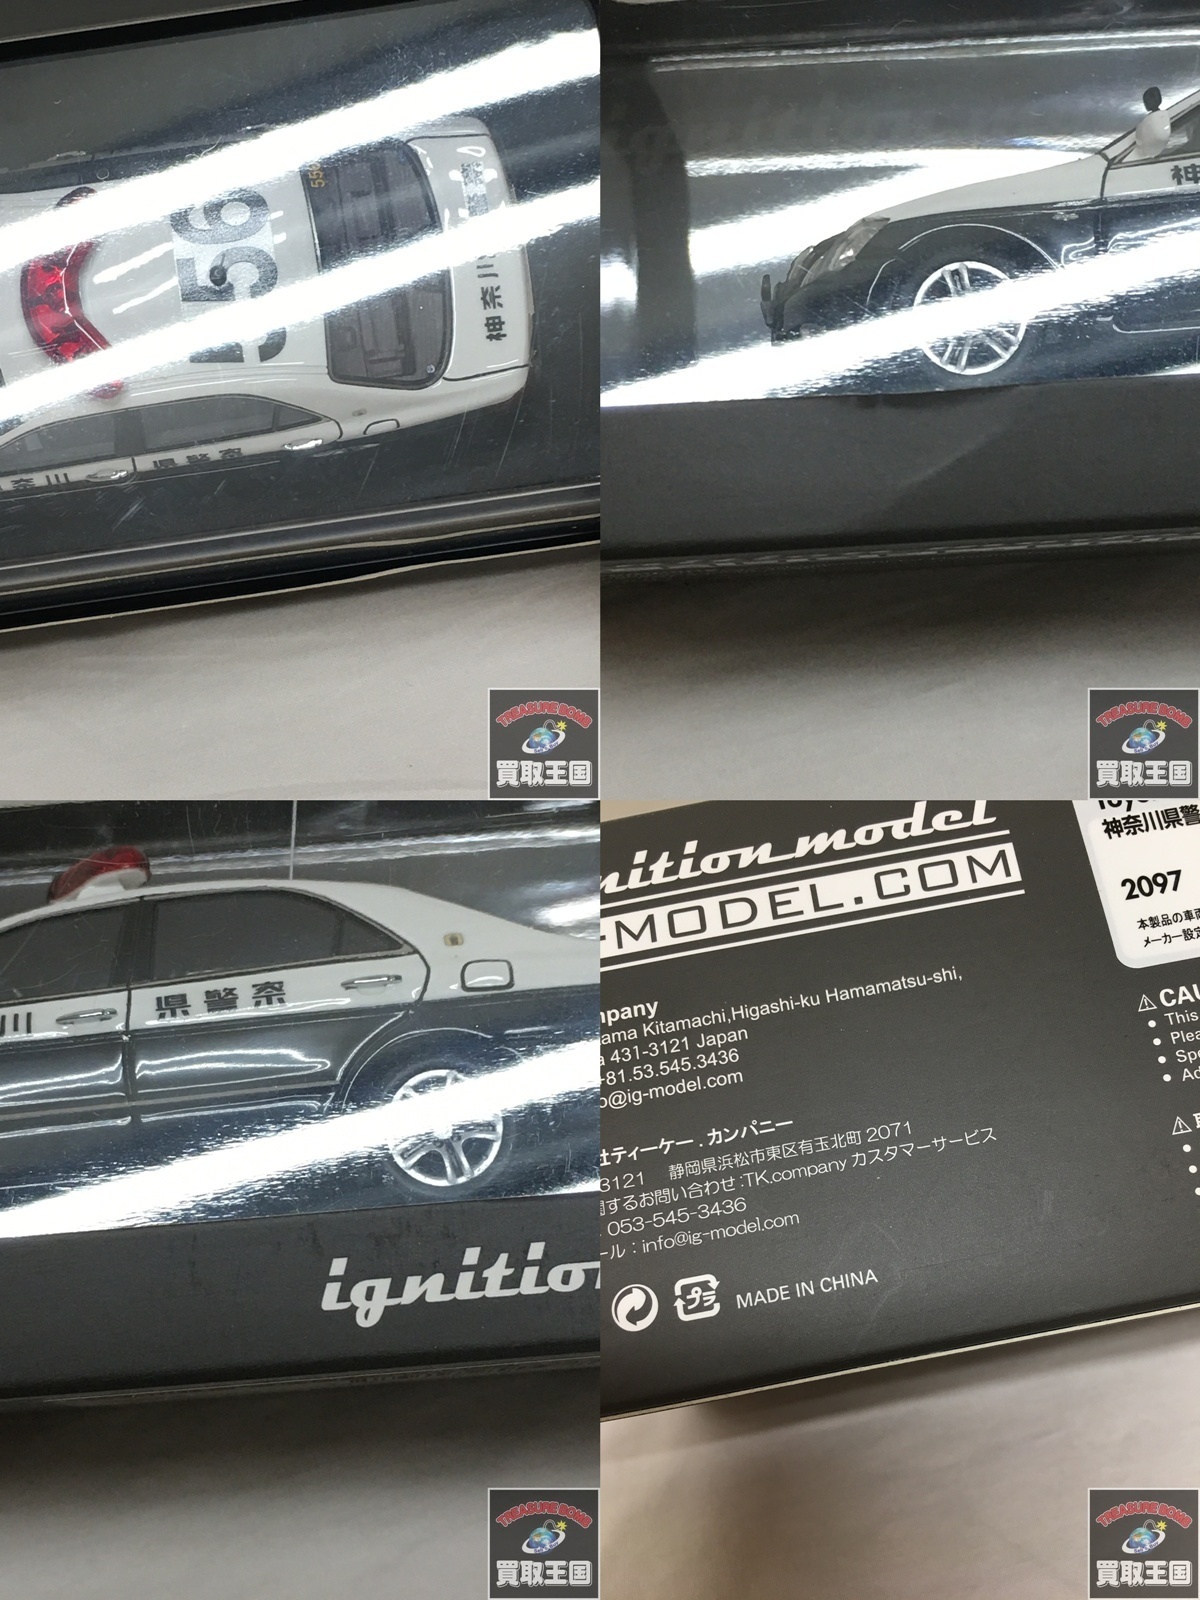 556
550
神奈川
神奈川
県警察
TREASURE BOMB
買取王国
神
TREASURE BOMB
買取王国
川
県警察
ignition
TREASURE BOMB
買取王国
nition model
-MODEL.COM
神奈川県警
2097
本製品の車両
メーカー設定
mpany
ama Kitamachi,Higashi-ku Hamamatsu-shi,
a 431-3121 Japan
-81.53.545.3436
o@ig-model.com
社ティーケー . カンパニー
3121 静岡県浜松市東区有玉北町 2071
関するお問い合わせ :TK.company カスタマーサービス
053-545-3436
ール : info@ig-model.com
プラ
MADE IN CHINA
CAU
This
Plea
Spe
Ad
取
TREASURE BOMB
買取王国